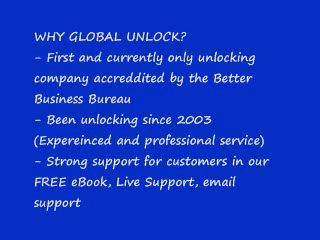 WHY GLOBAL UNLOCK?
- First and currently only unlocking
company accreddited by the Better
Business Bureau
- Been unlocking since 2003
(Expereinced and professional service)
- Strong support for customers in our
FREE eBook, Live Support, email
support